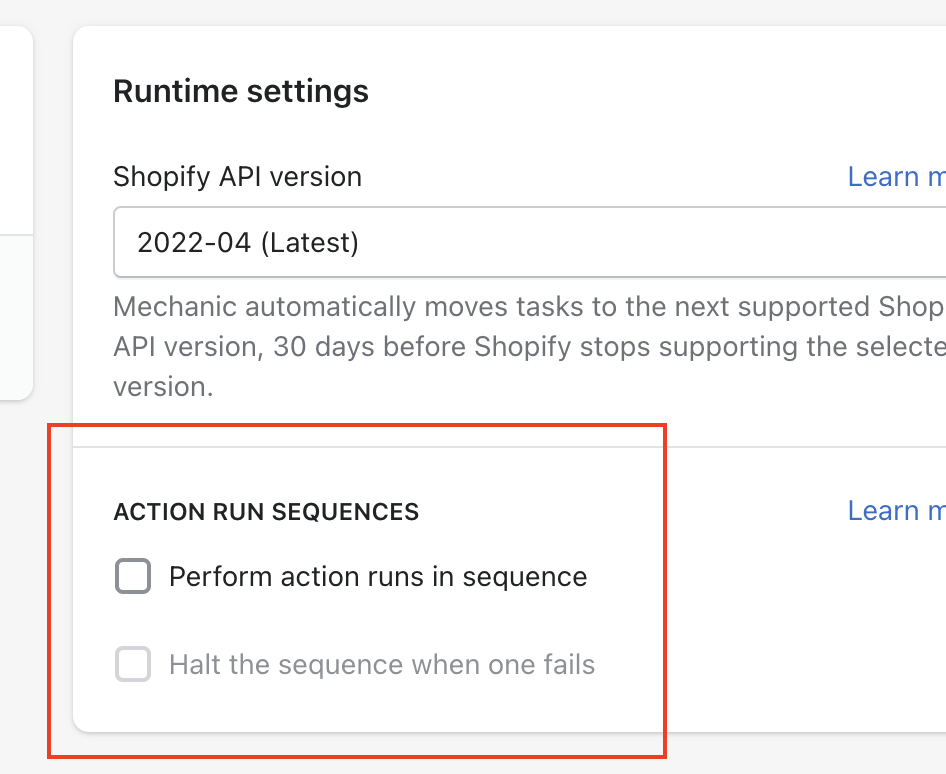 Runtime settings
Shopify API version
Learn m
2022-04 (Latest)
Mechanic automatically moves tasks to the next supported Shop
API version, 30 days before Shopify stops supporting the selecte
version.
ACTION RUN SEQUENCES
Learn m
Perform action runs in sequence
Halt the sequence when one fails